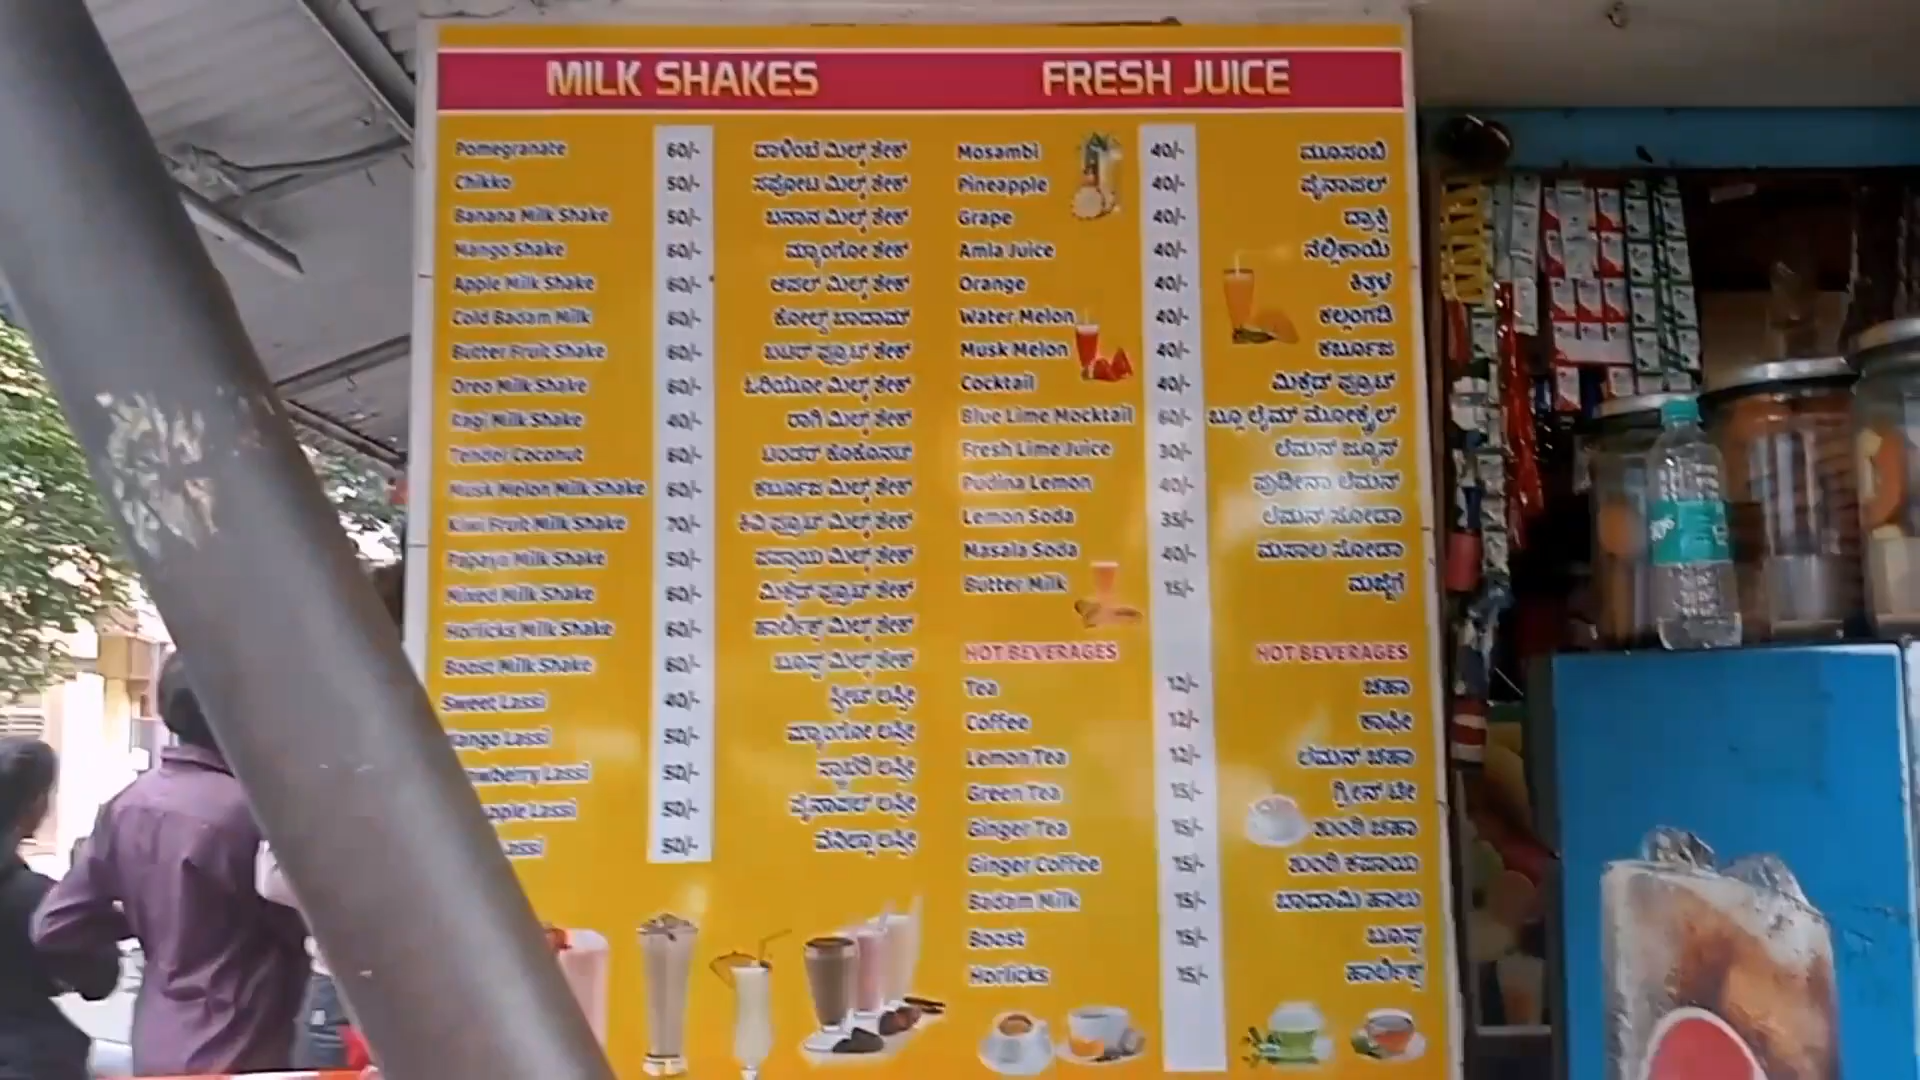 MILK SHAKES
Pomegranate 60/- ದಾಳಿಂಬೆ ಮಿಲ್ಕ್ ಶೇಕ್
Chikko 50/- ಸಪೋಟ ಮಿಲ್ಕ್ ಶೇಕ್
Banana Milk Shake 50/- ಬನಾನ ಮಿಲ್ಕ್ ಶೇಕ್
Mango Shake 60/- ಮ್ಯಾಂಗೋ ಶೇಕ್
Apple Milk Shake 60/- ಆಪಲ್ ಮಿಲ್ಕ್ ಶೇಕ್
Cold Badam Milk 60/- ಕೋಲ್ಡ್ ಬಾದಾಮ್
Butter Fruit Shake 60/- ಬಟರ್ ಫ್ರೂಟ್ ಶೇಕ್
Oreo Milk Shake 60/- ಓರಿಯೋ ಮಿಲ್ಕ್ ಶೇಕ್
Ragi Milk Shake 40/- ರಾಗಿ ಮಿಲ್ಕ್ ಶೇಕ್
Tender Coconut 60/- ಟೆಂಡರ್ ಕೊಕೊನಟ್
Musk Melon Milk Shake 60/- ಕರ್ಬೂಜ ಮಿಲ್ಕ್ ಶೇಕ್
Kiwi Fruit Milk Shake 70/- ಕಿವಿ ಫ್ರೂಟ್ ಮಿಲ್ಕ್ ಶೇಕ್
Papaya Milk Shake 50/- ಪಪ್ಪಾಯ ಮಿಲ್ಕ್ ಶೇಕ್
Mixed Milk Shake 60/- ಮಿಕ್ಸೆಡ್ ಫ್ರೂಟ್ ಮಿಲ್ಕ್ ಶೇಕ್
Horlicks Milk Shake 60/- ಹಾರ್ಲಿಕ್ಸ್ ಮಿಲ್ಕ್ ಶೇಕ್
Boost Milk Shake 60/- ಬೂಸ್ಟ್ ಮಿಲ್ಕ್ ಶೇಕ್
Sweet Lassi 40/- ಸ್ವೀಟ್ ಲಸ್ಸೀ
ango Lassi 50/- ಮ್ಯಾಂಗೋ ಲಸ್ಸೀ
wberry Lassi 50/- ಸ್ಟ್ರಾಬೆರಿ ಲಸ್ಸೀ
pple Lassi 50/- ಪೈನಾಪಲ್ ಲಸ್ಸೀ
assi 50/- ವೆನಿಲ್ಲಾ ಲಸ್ಸೀ
FRESH JUICE
Mosambi 40/- ಮೂಸಂಬಿ
Pineapple 40/- ಪೈನಾಪಲ್
Grape 40/- ದ್ರಾಕ್ಷಿ
Amla Juice 40/- ನೆಲ್ಲಿಕಾಯಿ
Orange 40/- ಕಿತ್ತಳೆ
Water Melon 40/- ಕಲ್ಲಂಗಡಿ
Musk Melon 40/- ಕರ್ಬೂಜ
Cocktail 40/- ಮಿಕ್ಸೆಡ್ ಫ್ರೂಟ್
Blue Lime Mocktail 60/- ಬ್ಲೂ ಲೈಮ್ ಮೋಕ್ಟೈಲ್
Fresh Lime Juice 30/- ಲೆಮನ್ ಜ್ಯೂಸ್
Pudina Lemon 40/- ಪುದೀನಾ ಲೆಮನ್
Lemon Soda 35/- ಲೆಮನ್ ಸೋಡಾ
Masala Soda 40/- ಮಸಾಲ ಸೋಡಾ
Butter Milk 15/- ಮಜ್ಜಿಗೆ
HOT BEVERAGES HOT BEVERAGES
Tea 12/- ಚಹಾ
Coffee 12/- ಕಾಫೀ
Lemon Tea 12/- ಲೆಮನ್ ಚಹಾ
Green Tea 15/- ಗ್ರೀನ್ ಟೀ
Ginger Tea 15/- ಶುಂಠಿ ಚಹಾ
Ginger Coffee 15/- ಶುಂಠಿ ಕಷಾಯ
Badam Milk 15/- ಬಾದಾಮಿ ಹಾಲು
Boost 15/- ಬೂಸ್ಟ್
Horlicks 15/- ಹಾರ್ಲಿಕ್ಸ್